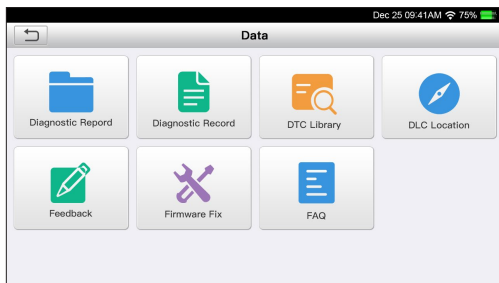 Dec 25 09:41AM 75%
Data
Diagnostic Repord
Diagnostic Record
DTC Library
DLC Location
Feedback
Firmware Fix
FAQ